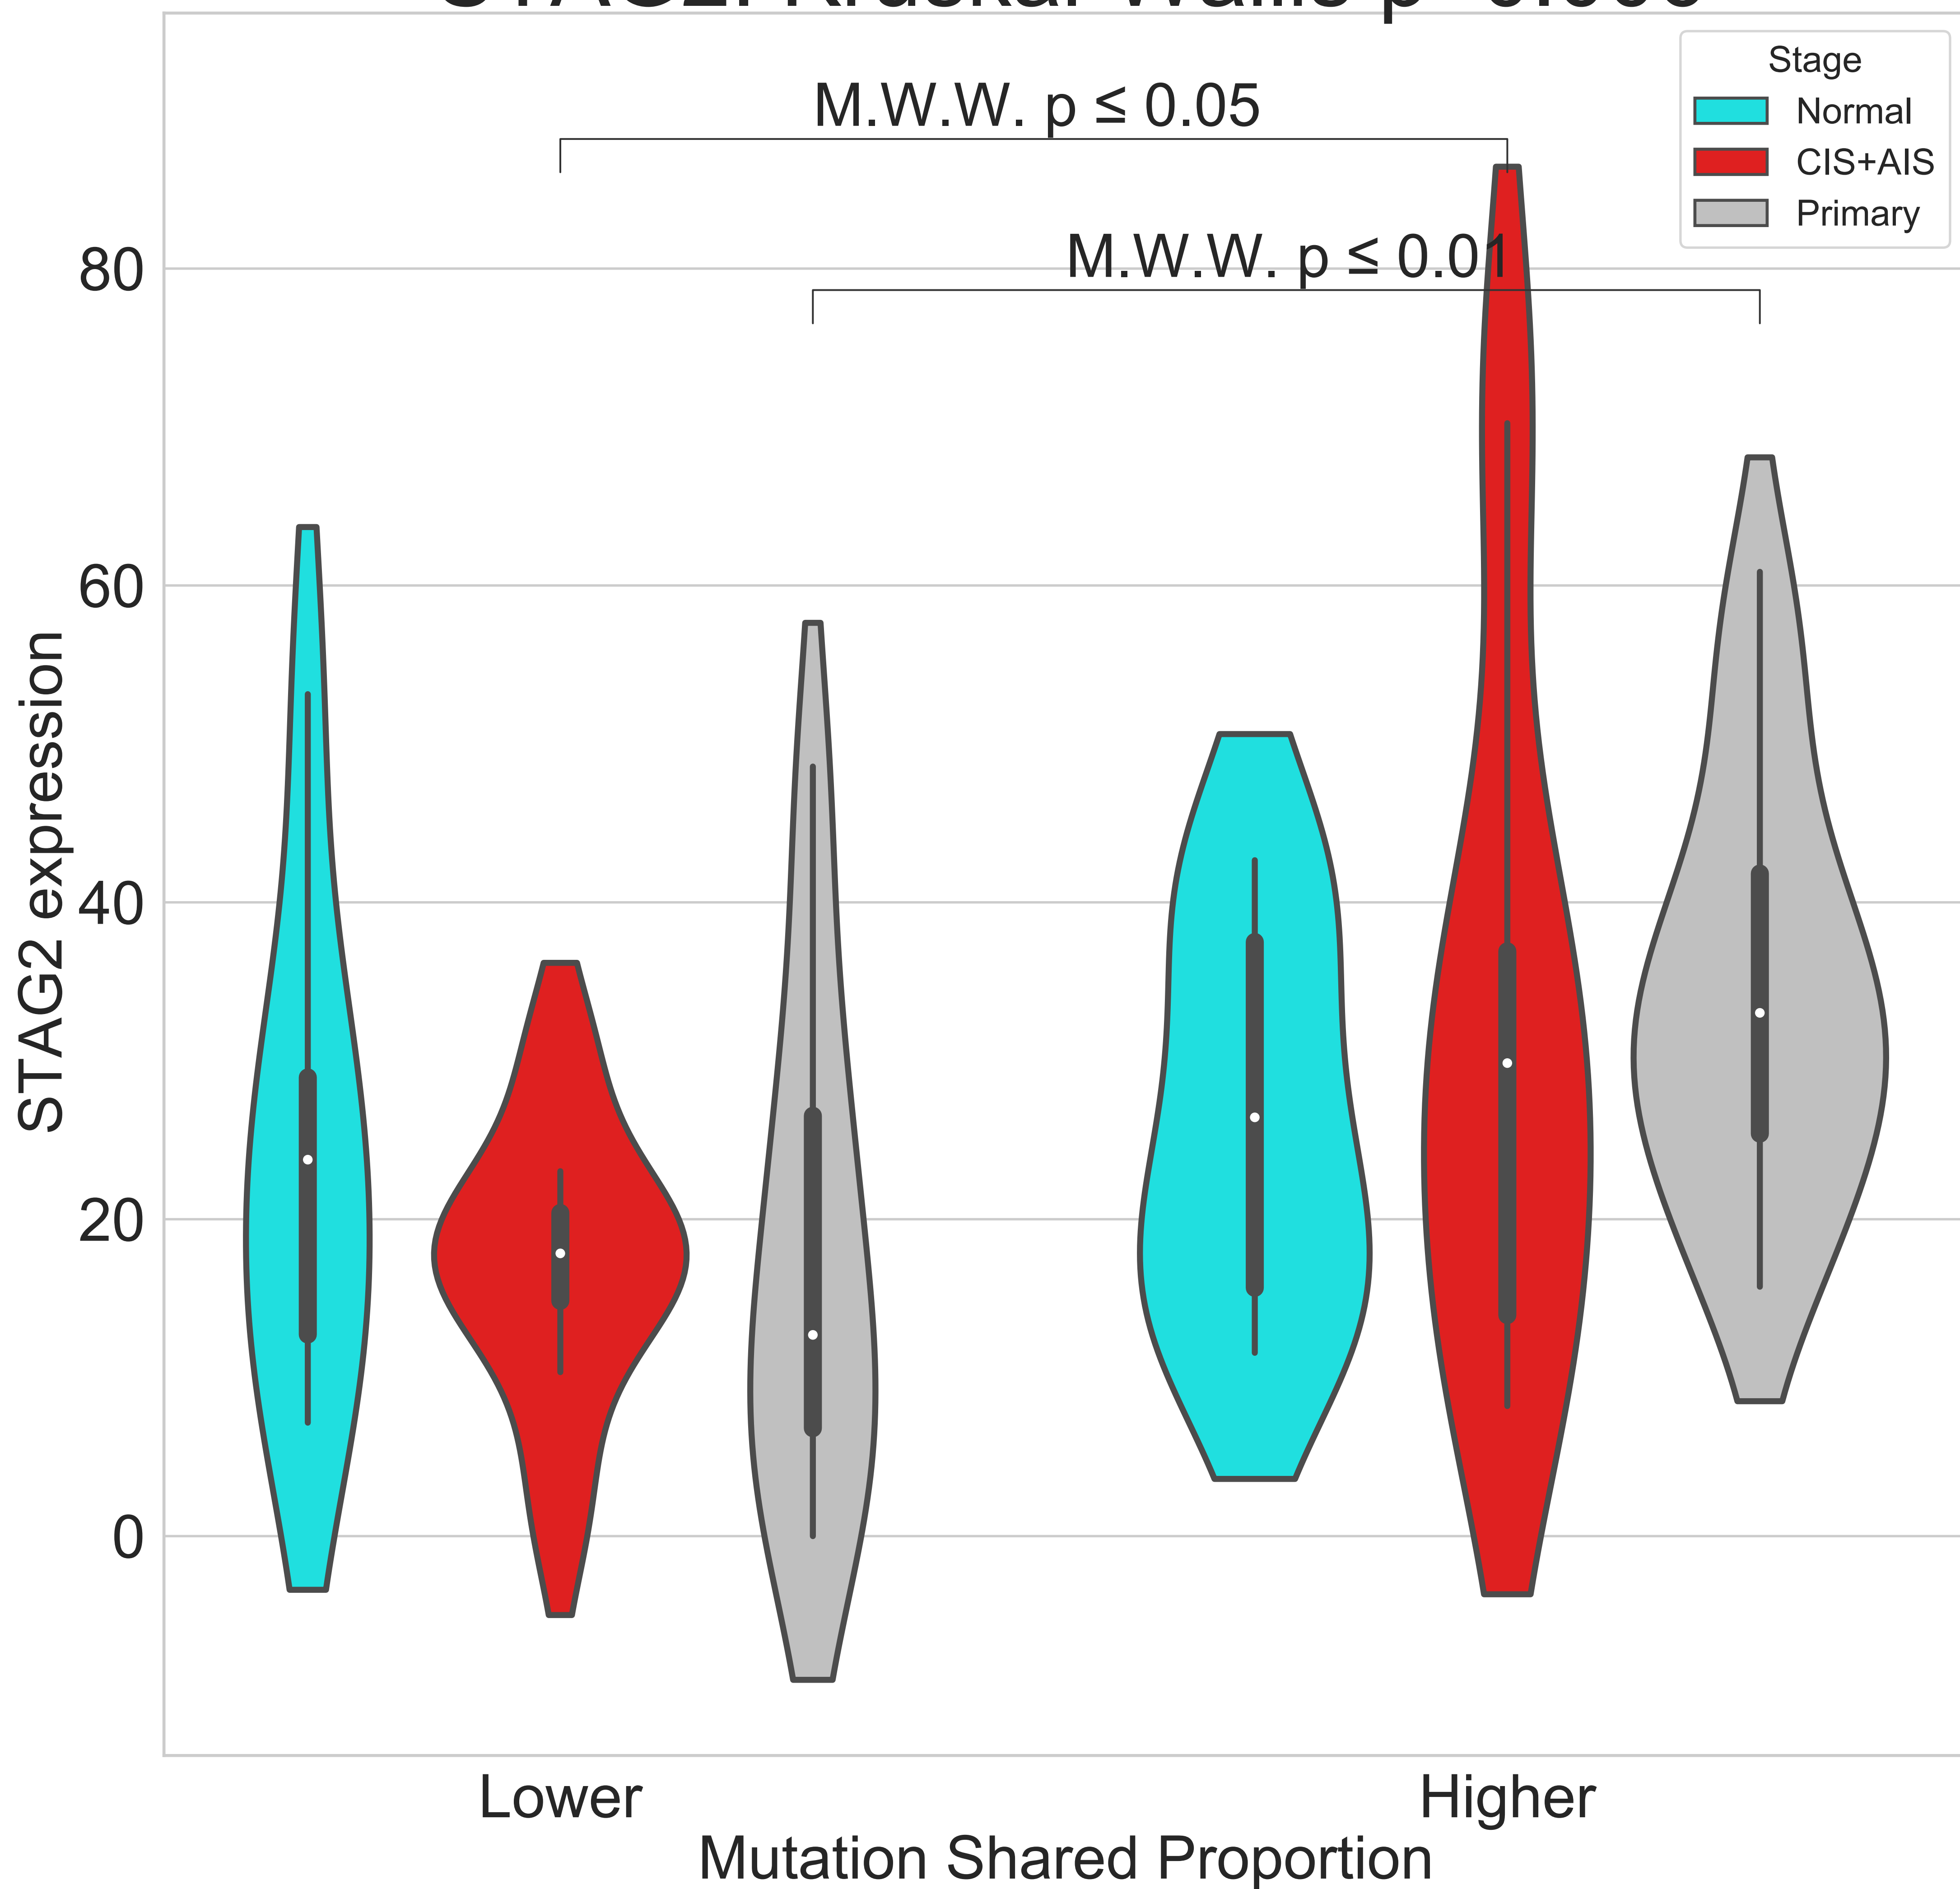 M.W.W. p ≤ 0.05
M.W.W. p ≤ 0.01
Stage
Normal
CIS+AIS
Primary
STAG2 expression
80
60
40
20
0
Lower
Higher
Mutation Shared Proportion